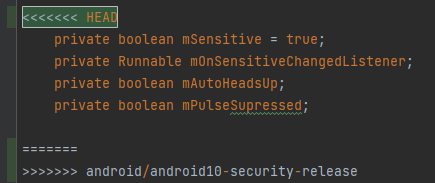 <<<<<<< HEAD
    private boolean mSensitive = true;
    private Runnable mOnSensitiveChangedListener;
    private boolean mAutoHeadsUp;
    private boolean mPulseSupressed;

=======
>>>>>>> android/android10-security-release